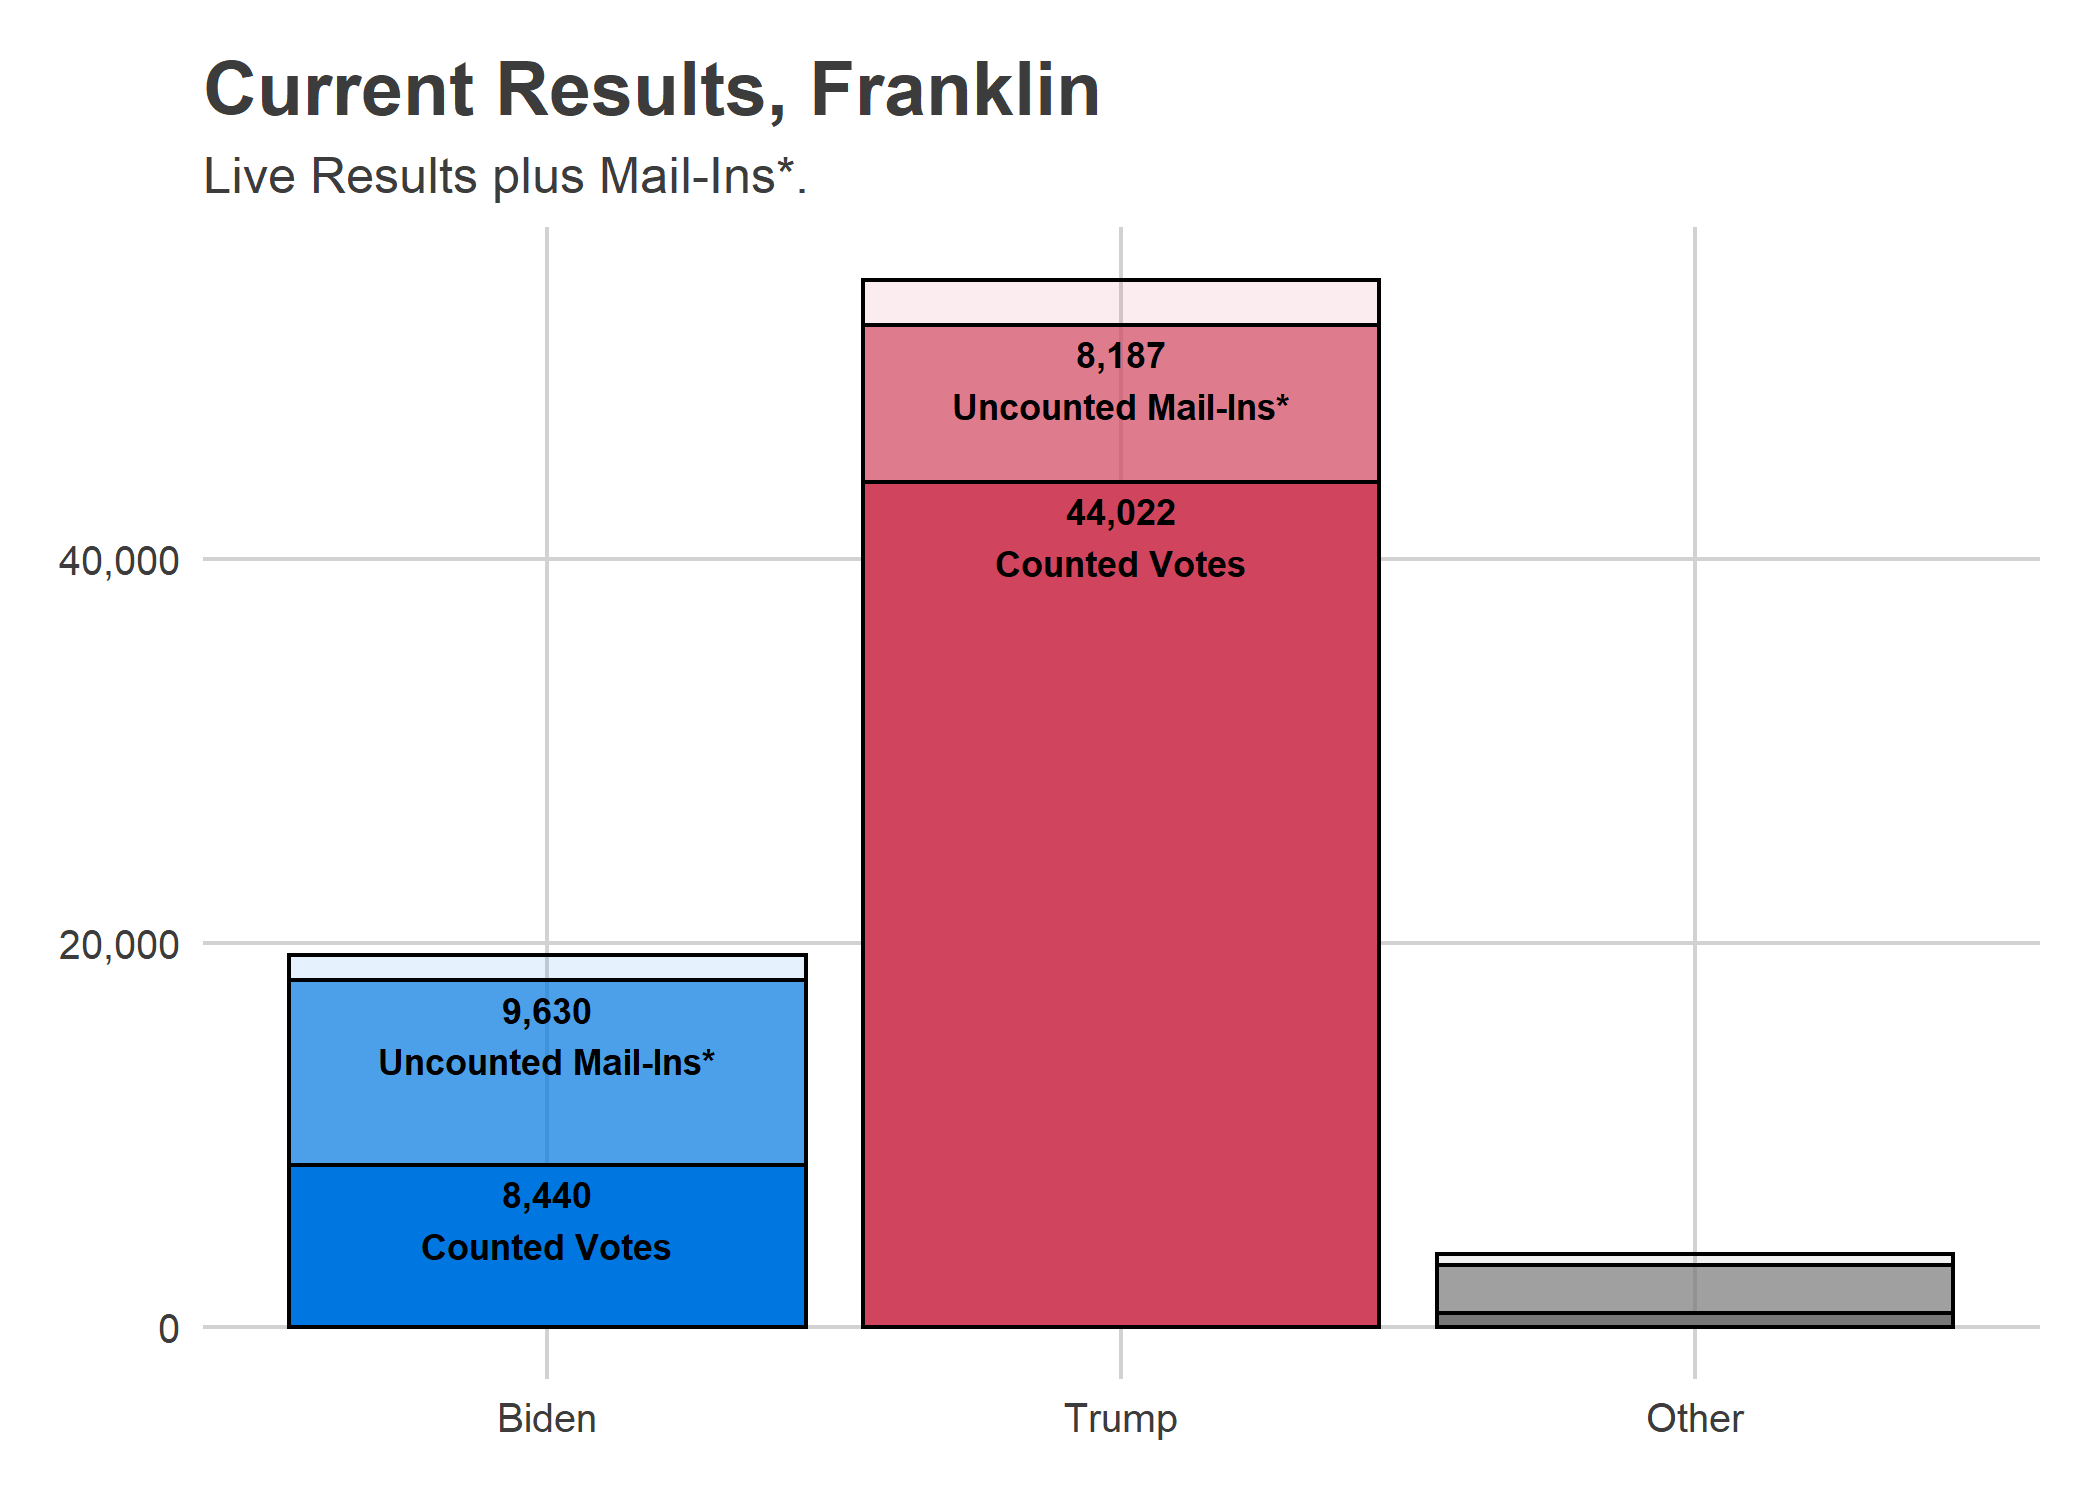 Current Results, Franklin
Live Results plus Mail-Ins*.
8,187
Uncounted Mail-Ins*
44,022
Counted Votes
40,000
20,000
9,630
Uncounted Mail-Ins*
8,440
Counted Votes
0
Biden
Trump
Other